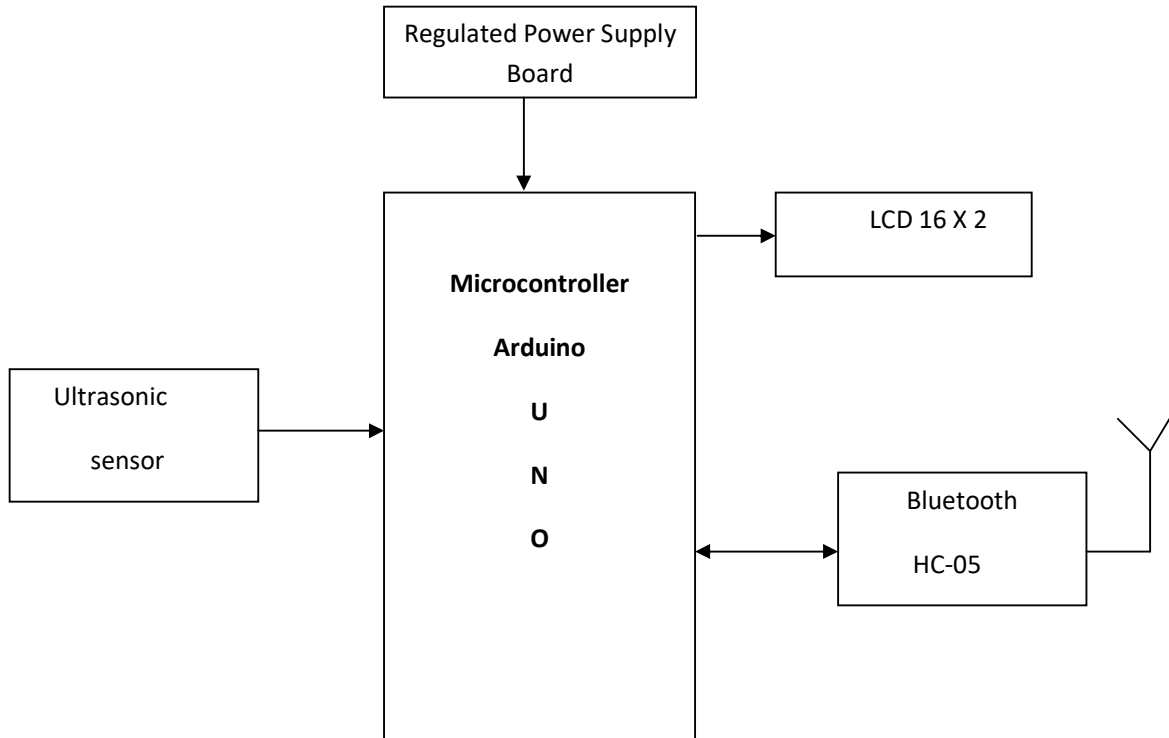 Regulated Power Supply
Board
LCD 16 X 2
Microcontroller
Arduino
U
N
O
Ultrasonic
sensor
Bluetooth
HC-05